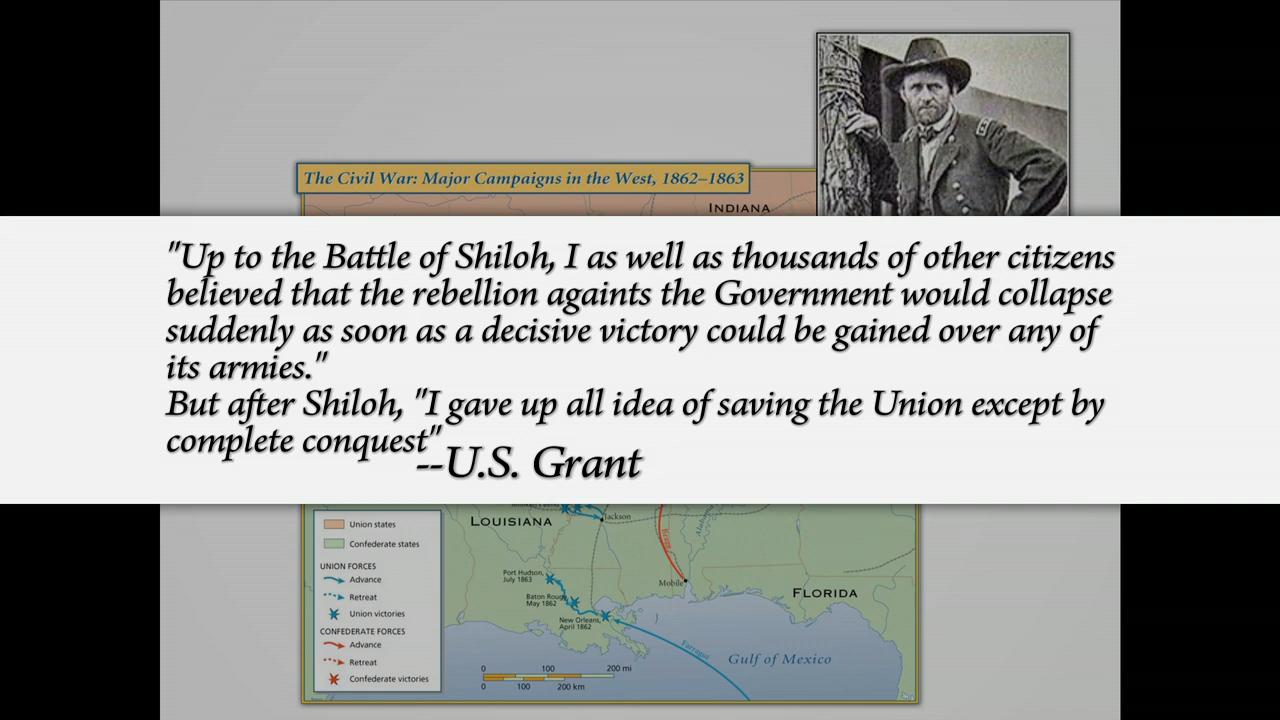 The Civil War: Major Campaigns in the West, 1862–1863
INDIANA
"Up to the Battle of Shiloh, I as well as thousands of other citizens
believed that the rebellion againts the Government would collapse
suddenly as soon as a decisive victory could be gained over any of
its armies."
But after Shiloh, "I gave up all idea of saving the Union except by
complete conquest"
--U.S. Grant
LOUISIANA
Jackson
Bragg
Port Hudson,
July 1863
Baton Rouge,
May 1862
New Orleans,
April 1862
Mobile
FLORIDA
Farragut
Gulf of Mexico
Union states
Confederate states
UNION FORCES
Advance
Retreat
Union victories
CONFEDERATE FORCES
Advance
Retreat
Confederate victories
0 100 200 mi
0 100 200 km